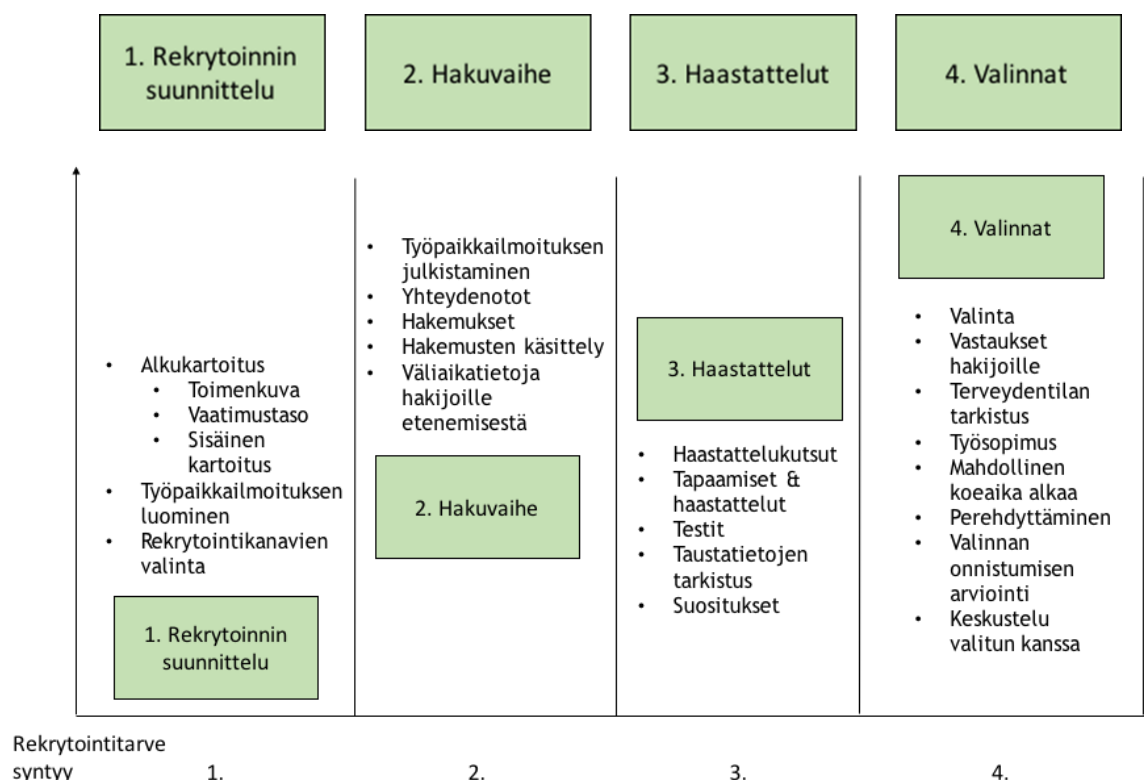 1. Rekrytoinnin
suunnittelu
2. Hakuvaihe
3. Haastattelut
4. Valinnat
• Alkukartoitus
• Toimenkuva
• Vaatimustaso
• Sisäinen
kartoitus
• Työpaikkailmoituksen
luominen
• Rekrytointikanavien
valinta
1. Rekrytoinnin
suunnittelu
• Työpaikkailmoituksen
julkistaminen
• Yhteydenotot
• Hakemukset
• Hakemusten käsittely
• Väliaikatietoja
hakijoille
etenemisestä
2. Hakuvaihe
3. Haastattelut
• Haastattelukutsut
• Tapaamiset &
haastattelut
• Testit
• Taustatietojen
tarkistus
• Suositukset
4. Valinnat
• Valinta
• Vastaukset
hakijoille
• Terveydentilan
tarkistus
• Työsopimus
• Mahdollinen
koeaika alkaa
• Perehdyttäminen
• Valinnan
onnistumisen
arviointi
• Keskustelu
valitun kanssa
Rekrytointitarve
syntyy
1.
2.
3.
4.